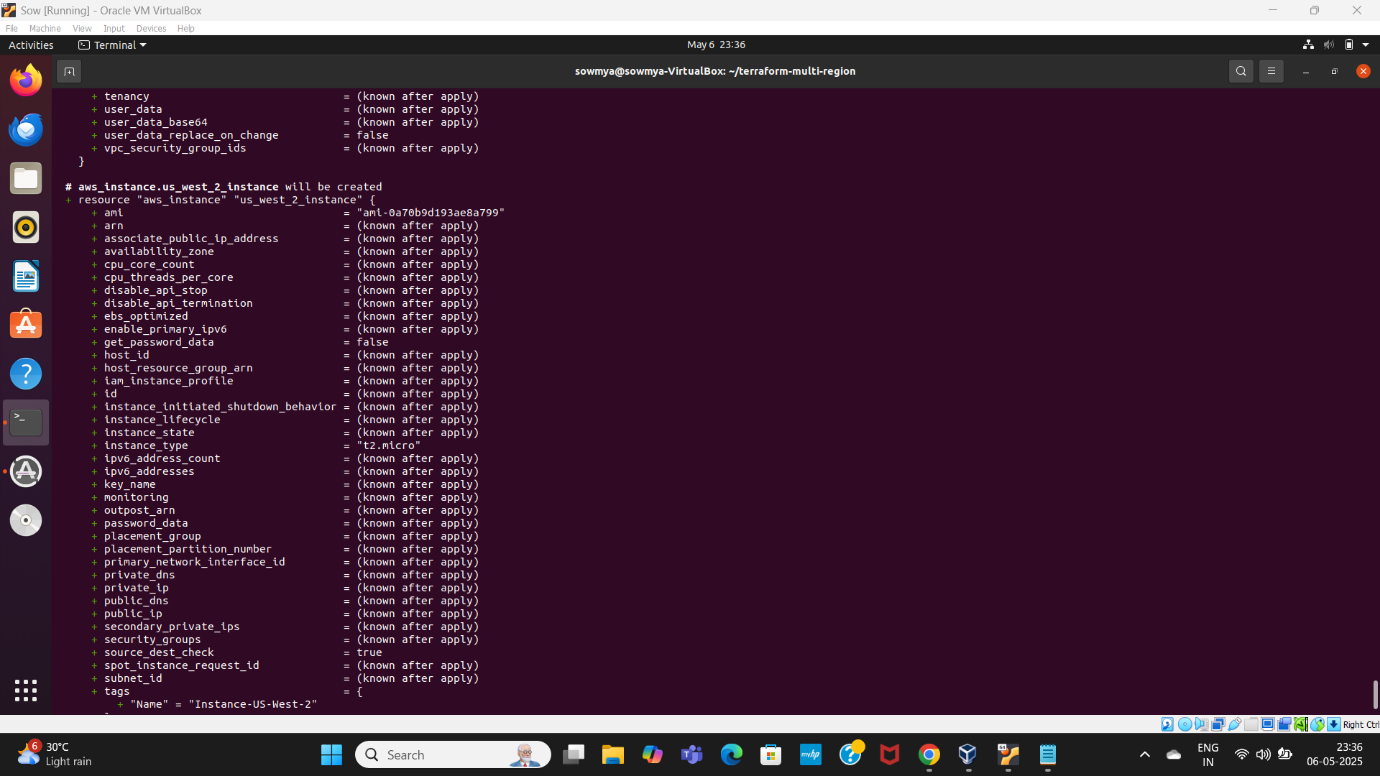 Sow [Running] - Oracle VM VirtualBox
File Machine View Input Devices Help
Activities Terminal May 6 23:36
sowmya@sowmya-VirtualBox: ~/terraform-multi-region
+ tenancy = (known after apply)
+ user_data = (known after apply)
+ user_data_base64 = (known after apply)
+ user_data_replace_on_change = false
+ vpc_security_group_ids = (known after apply)
}
# aws_instance.us_west_2_instance will be created
+ resource "aws_instance" "us_west_2_instance" {
+ ami = "ami-0a70b9d193ae8a799"
+ arn = (known after apply)
+ associate_public_ip_address = (known after apply)
+ availability_zone = (known after apply)
+ cpu_core_count = (known after apply)
+ cpu_threads_per_core = (known after apply)
+ disable_api_stop = (known after apply)
+ disable_api_termination = (known after apply)
+ ebs_optimized = (known after apply)
+ enable_primary_ipv6 = (known after apply)
+ get_password_data = false
+ host_id = (known after apply)
+ host_resource_group_arn = (known after apply)
+ iam_instance_profile = (known after apply)
+ id = (known after apply)
+ instance_initiated_shutdown_behavior = (known after apply)
+ instance_lifecycle = (known after apply)
+ instance_state = (known after apply)
+ instance_type = "t2.micro"
+ ipv6_address_count = (known after apply)
+ ipv6_addresses = (known after apply)
+ key_name = (known after apply)
+ monitoring = (known after apply)
+ outpost_arn = (known after apply)
+ password_data = (known after apply)
+ placement_group = (known after apply)
+ placement_partition_number = (known after apply)
+ primary_network_interface_id = (known after apply)
+ private_dns = (known after apply)
+ private_ip = (known after apply)
+ public_dns = (known after apply)
+ public_ip = (known after apply)
+ secondary_private_ips = (known after apply)
+ security_groups = (known after apply)
+ source_dest_check = true
+ spot_instance_request_id = (known after apply)
+ subnet_id = (known after apply)
+ tags = {
+ "Name" = "Instance-US-West-2"
Right Ctrl
6
30°C
Light rain
Search
myhp
ENG
IN
23:36
06-05-2025